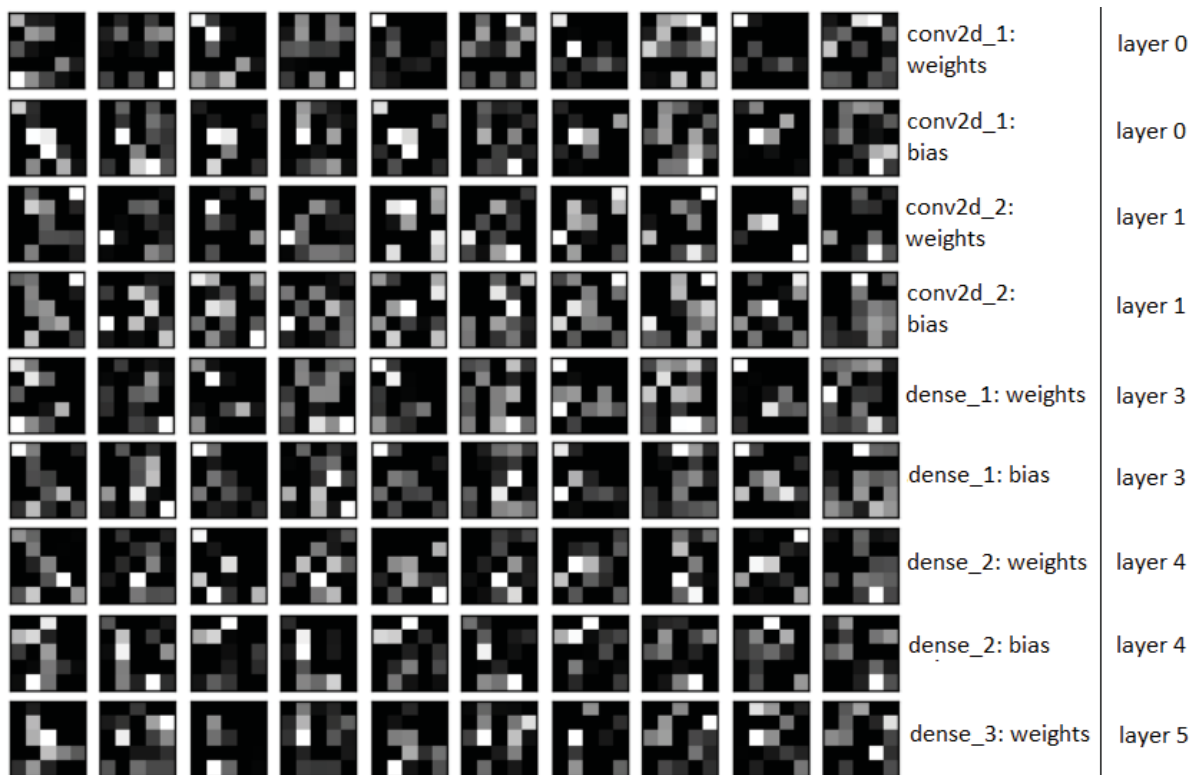 conv2d_1:
weights
layer 0
conv2d_1:
bias
layer 0
conv2d_2:
weights
layer 1
conv2d_2:
bias
layer 1
dense_1: weights
layer 3
dense_1: bias
layer 3
dense_2: weights
layer 4
dense_2: bias
layer 4
dense_3: weights
layer 5